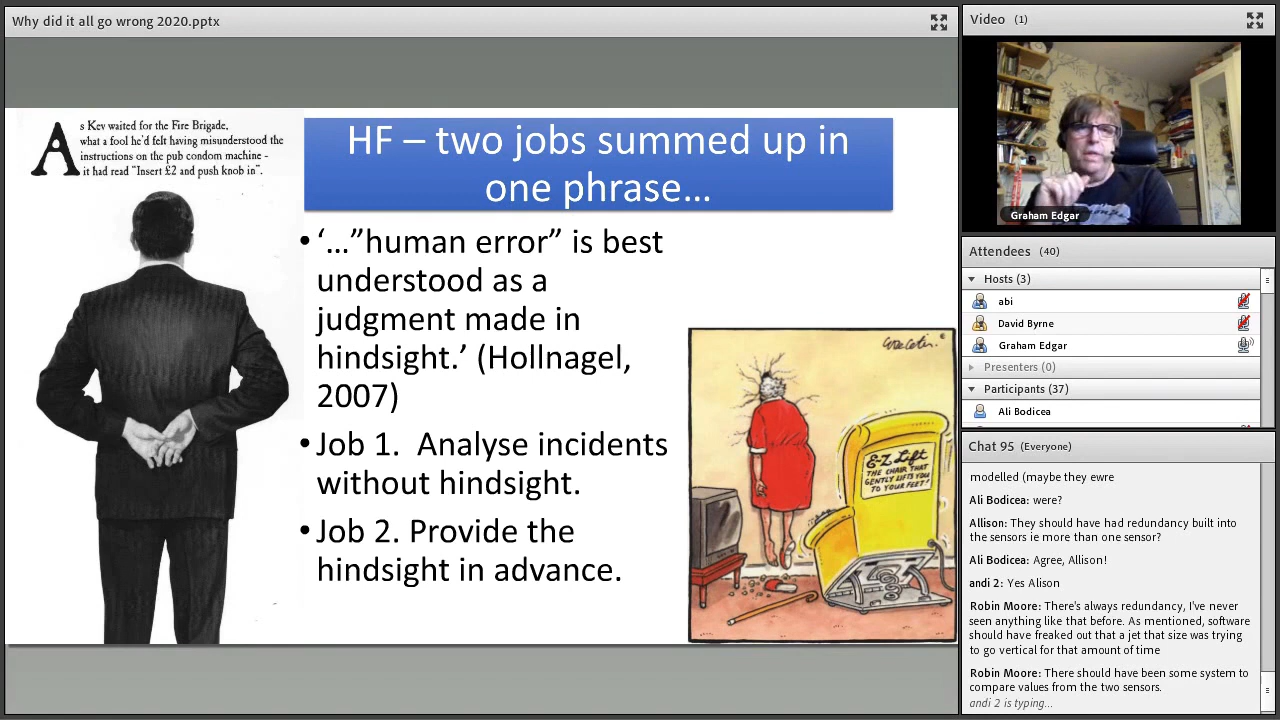 Why did it all go wrong 2020.pptx
As Kev waited for the Fire Brigade,
what a fool he'd felt having misunderstood the
instructions on the pub condom machine -
it had read "Insert £2 and push knob in".
HF – two jobs summed up in
one phrase…
• '…"human error" is best
understood as a
judgment made in
hindsight.' (Hollnagel,
2007)
• Job 1. Analyse incidents
without hindsight.
• Job 2. Provide the
hindsight in advance.
E-Z Lift
THE CHAIR THAT
GENTLY LIFTS YOU
TO YOUR FEET!
Video (1)
Graham Edgar
Attendees (40)
Hosts (3)
abi
David Byrne
Graham Edgar
Presenters (0)
Participants (37)
Ali Bodicea
Chat 95 (Everyone)
modelled (maybe they ewre
Ali Bodicea: were?
Allison: They should have had redundancy built into
the sensors ie more than one sensor?
Ali Bodicea: Agree, Allison!
andi 2: Yes Alison
Robin Moore: There's always redundancy, I've never
seen anything like that before. As mentioned, software
should have freaked out that a jet that size was trying
to go vertical for that amount of time
Robin Moore: There should have been some system to
compare values from the two sensors.
andi 2 is typing...